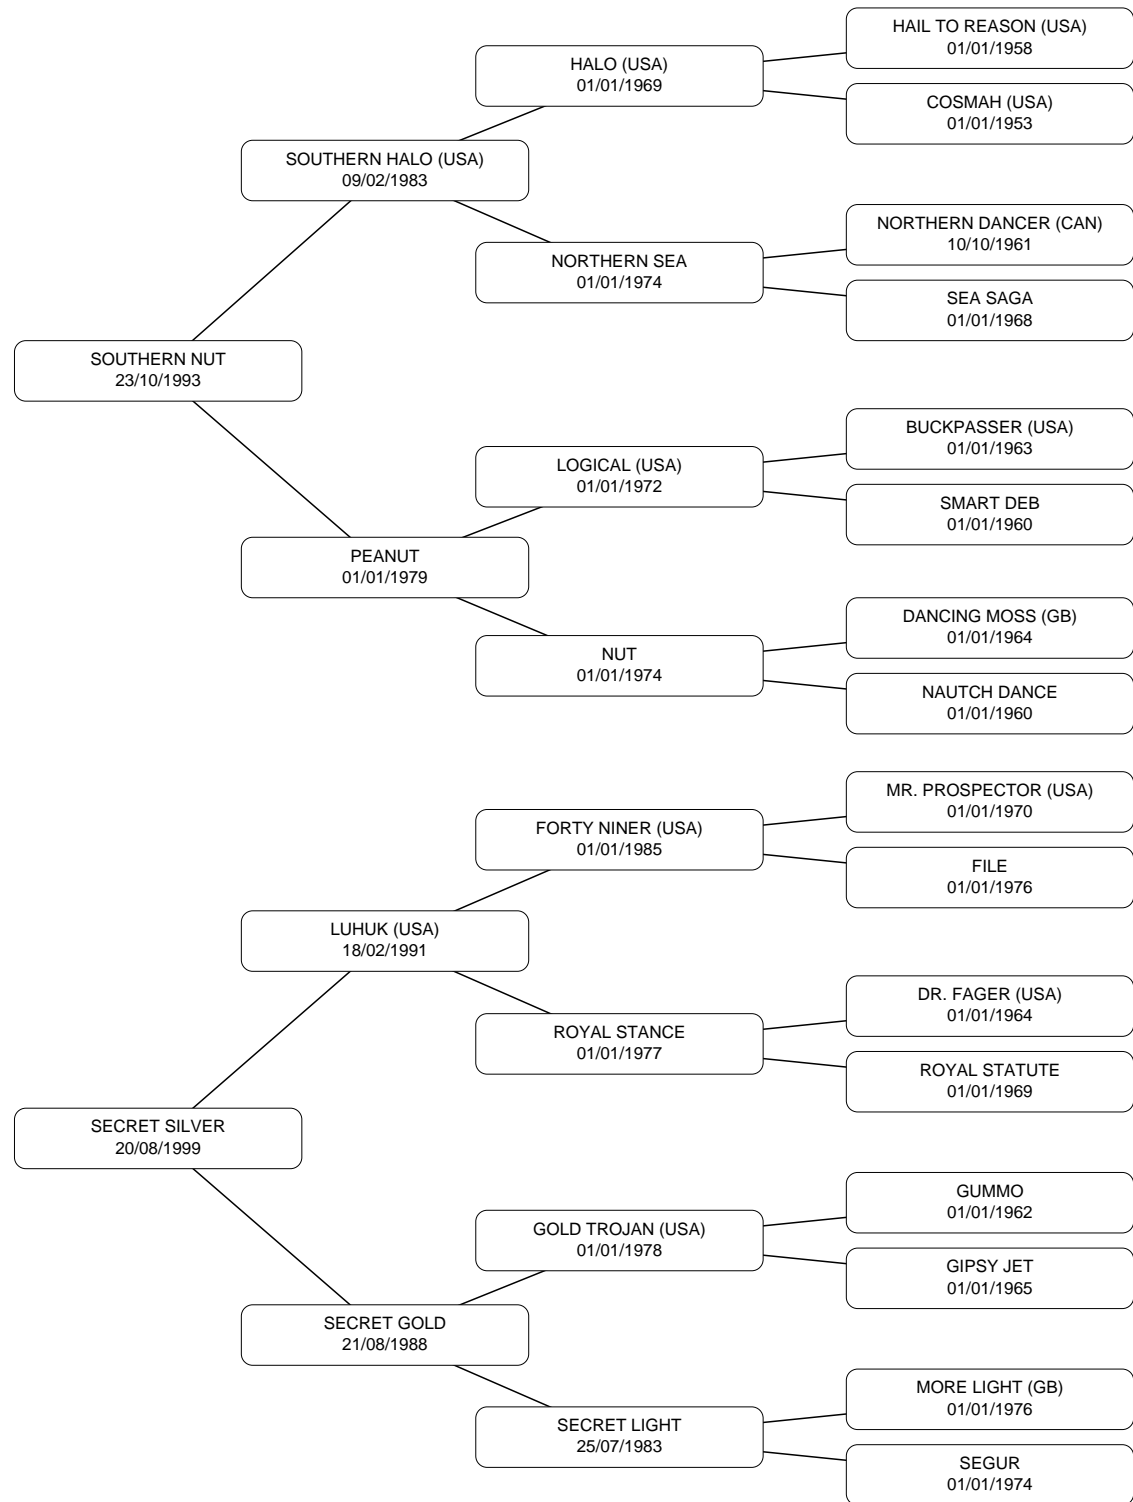 HAIL TO REASON (USA)
01/01/1958
HALO (USA)
01/01/1969
COSMAH (USA)
01/01/1953
SOUTHERN HALO (USA)
09/02/1983
NORTHERN DANCER (CAN)
10/10/1961
NORTHERN SEA
01/01/1974
SEA SAGA
01/01/1968
SOUTHERN NUT
23/10/1993
BUCKPASSER (USA)
01/01/1963
LOGICAL (USA)
01/01/1972
SMART DEB
01/01/1960
PEANUT
01/01/1979
DANCING MOSS (GB)
01/01/1964
NUT
01/01/1974
NAUTCH DANCE
01/01/1960
MR. PROSPECTOR (USA)
01/01/1970
FORTY NINER (USA)
01/01/1985
FILE
01/01/1976
LUHUK (USA)
18/02/1991
DR. FAGER (USA)
01/01/1964
ROYAL STANCE
01/01/1977
ROYAL STATUTE
01/01/1969
SECRET SILVER
20/08/1999
GUMMO
01/01/1962
GOLD TROJAN (USA)
01/01/1978
GIPSY JET
01/01/1965
SECRET GOLD
21/08/1988
MORE LIGHT (GB)
01/01/1976
SECRET LIGHT
25/07/1983
SEGUR
01/01/1974